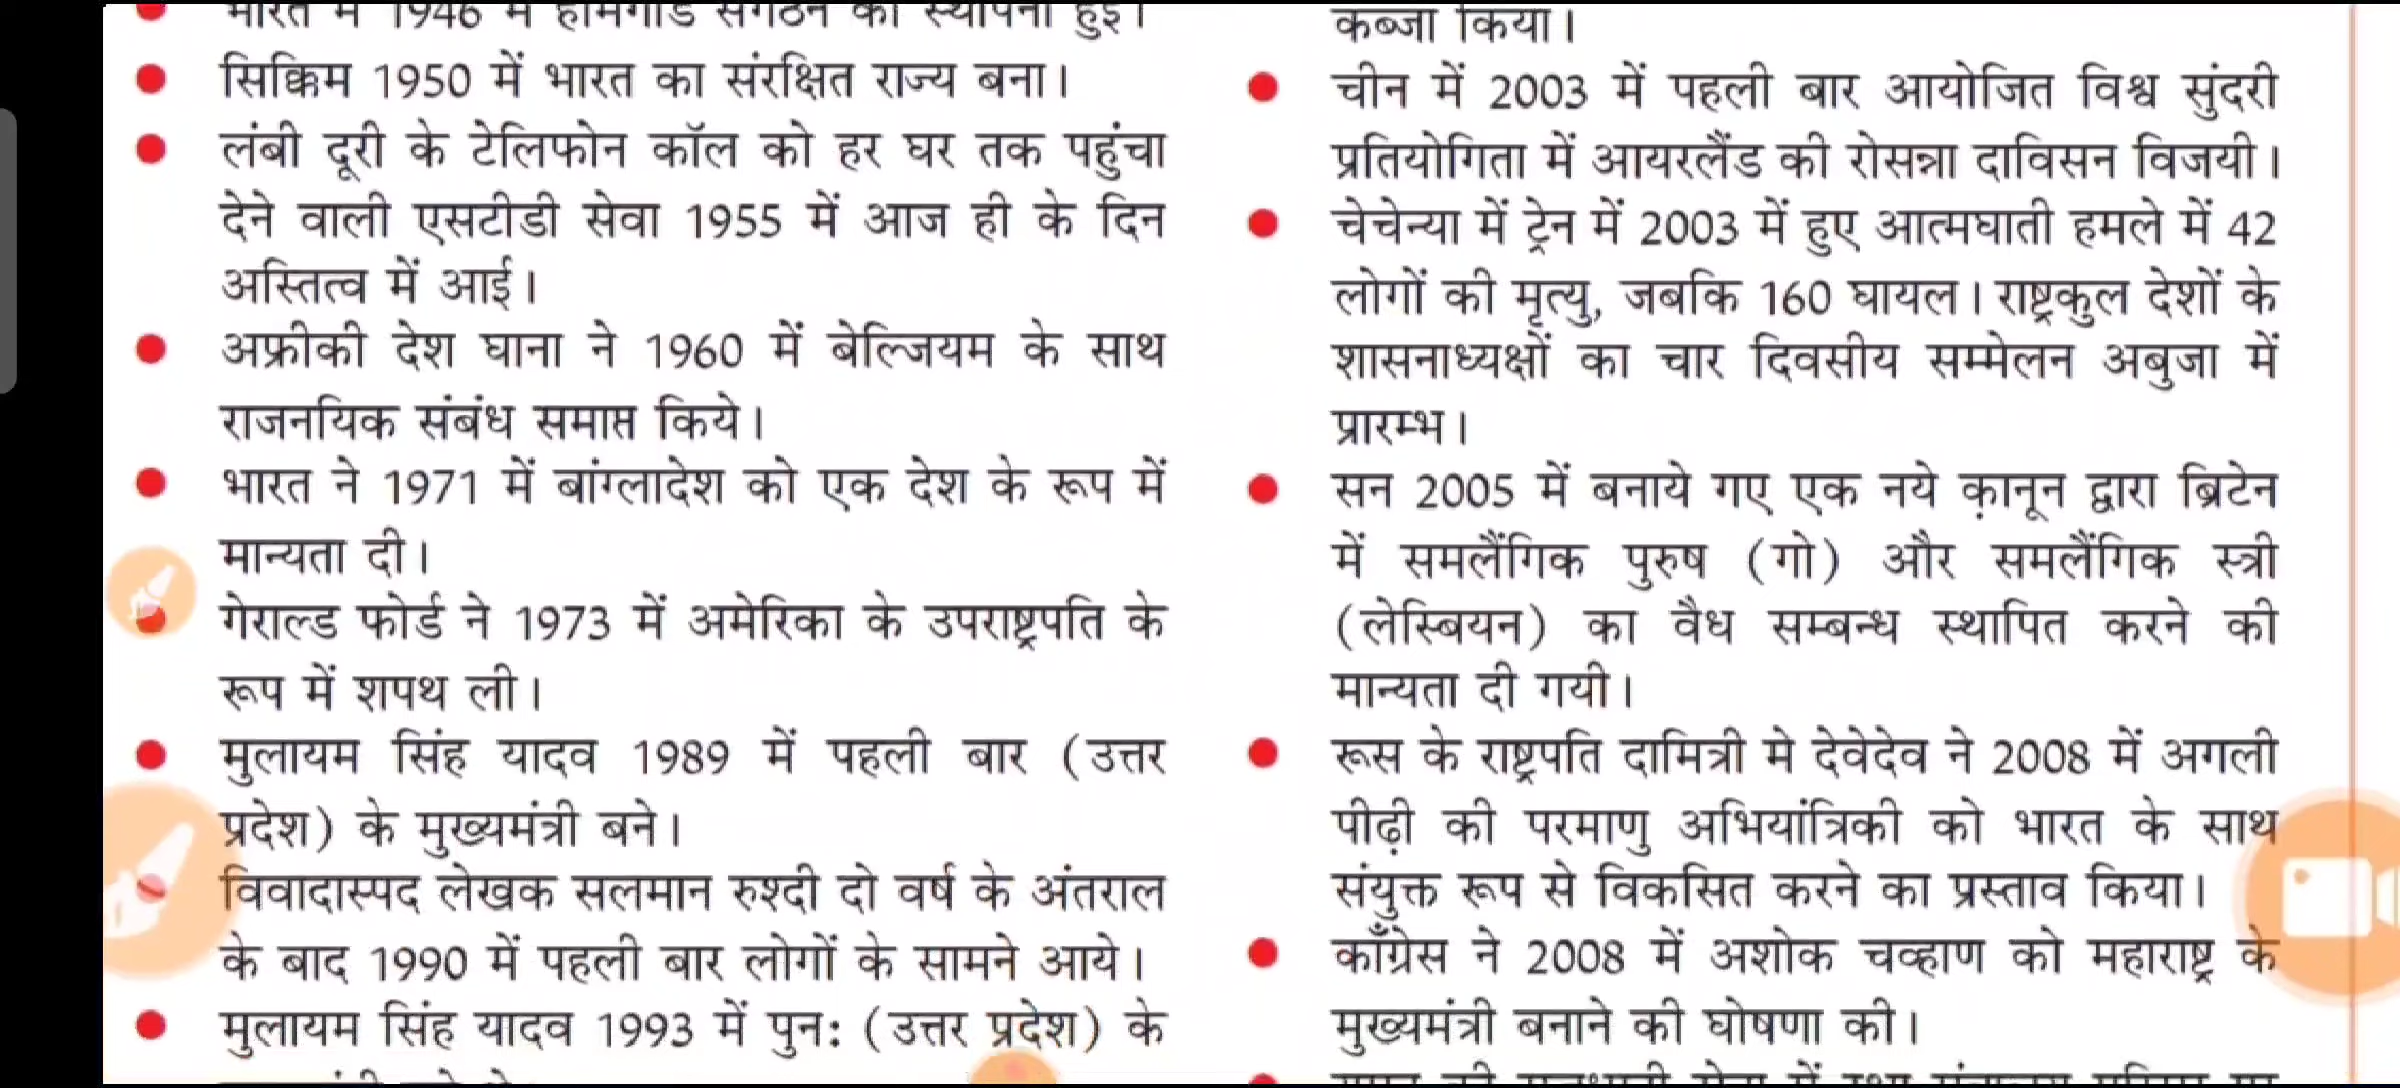 भारत में 1946 में होमगार्ड संगठन की स्थापना हुई।
सिक्किम 1950 में भारत का संरक्षित राज्य बना।
लंबी दूरी के टेलिफोन कॉल को हर घर तक पहुंचा
देने वाली एसटीडी सेवा 1955 में आज ही के दिन
अस्तित्व में आई।
अफ्रीकी देश घाना ने 1960 में बेल्जियम के साथ
राजनयिक संबंध समाप्त किये।
भारत ने 1971 में बांग्लादेश को एक देश के रूप में
मान्यता दी।
गेराल्ड फोर्ड ने 1973 में अमेरिका के उपराष्ट्रपति के
रूप में शपथ ली।
मुलायम सिंह यादव 1989 में पहली बार (उत्तर
प्रदेश) के मुख्यमंत्री बने।
विवादास्पद लेखक सलमान रुश्दी दो वर्ष के अंतराल
के बाद 1990 में पहली बार लोगों के सामने आये।
मुलायम सिंह यादव 1993 में पुन: (उत्तर प्रदेश) के
कब्जा किया।
चीन में 2003 में पहली बार आयोजित विश्व सुंदरी
प्रतियोगिता में आयरलैंड की रोसन्ना दाविसन विजयी।
चेचेन्या में ट्रेन में 2003 में हुए आत्मघाती हमले में 42
लोगों की मृत्यु, जबकि 160 घायल। राष्ट्रकुल देशों के
शासनाध्यक्षों का चार दिवसीय सम्मेलन अबुजा में
प्रारम्भ।
सन 2005 में बनाये गए एक नये क़ानून द्वारा ब्रिटेन
में समलैंगिक पुरुष (गो) और समलैंगिक स्त्री
(लेस्बियन) का वैध सम्बन्ध स्थापित करने की
मान्यता दी गयी।
रूस के राष्ट्रपति दामित्री मे देवेदेव ने 2008 में अगली
पीढ़ी की परमाणु अभियांत्रिकी को भारत के साथ
संयुक्त रूप से विकसित करने का प्रस्ताव किया।
काँग्रेस ने 2008 में अशोक चव्हाण को महाराष्ट्र के
मुख्यमंत्री बनाने की घोषणा की।